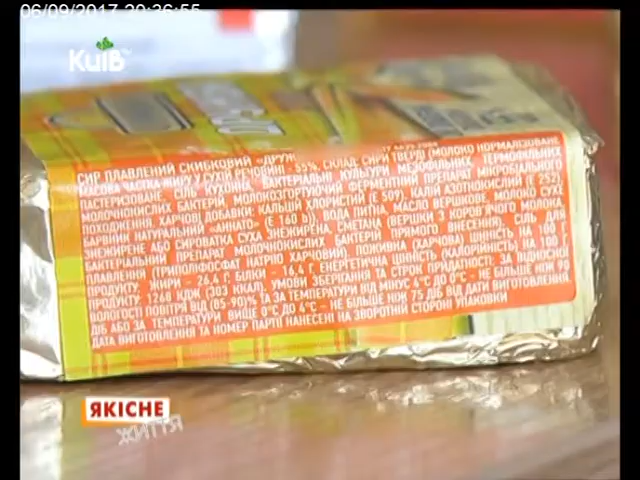 06/09/2017 20:36:55
Київ
СИР ПЛАВЛЕНИЙ СКИБКОВИЙ «ДРУЖ
МАСОВА ЧАСТКА ЖИРУ У СУХІЙ РЕЧОВИНІ - 55%. СКЛАД: СИРИ ТВЕРДІ (МОЛОКО НОРМАЛІЗОВАНЕ
ПАСТЕРИЗОВАНЕ, СІЛЬ КУХОННА, БАКТЕРІАЛЬНІ КУЛЬТУРИ МЕЗОФІЛЬНИХ, ТЕРМОФІЛЬНИХ
МОЛОЧНОКИСЛИХ БАКТЕРІЙ, МОЛОКОЗГОРТУЮЧИЙ ФЕРМЕНТНИЙ ПРЕПАРАТ МІКРОБІАЛЬНОГО
ПОХОДЖЕННЯ, ХАРЧОВІ ДОБАВКИ: КАЛЬЦІЙ ХЛОРИСТИЙ (Е 509), КАЛІЙ АЗОТНОКИСЛИЙ (Е 252),
БАРВНИК НАТУРАЛЬНИЙ «АННАТО» (Е 160 b)), ВОДА ПИТНА, МАСЛО ВЕРШКОВЕ, МОЛОКО СУХЕ
ЗНЕЖИРЕНЕ АБО СИРОВАТКА СУХА ЗНЕЖИРЕНА, СМЕТАНА (ВЕРШКИ З КОРОВ'ЯЧОГО МОЛОКА,
БАКТЕРІАЛЬНИЙ ПРЕПАРАТ МОЛОЧНОКИСЛИХ БАКТЕРІЙ ПРЯМОГО ВНЕСЕННЯ), СІЛЬ ДЛЯ
ПЛАВЛЕННЯ (ТРИПОЛІФОСФАТ НАТРІЮ ХАРЧОВИЙ). ПОЖИВНА (ХАРЧОВА) ЦІННІСТЬ НА 100 Г
ПРОДУКТУ: ЖИРИ - 26,4 Г, БІЛКИ - 16,4 Г. ЕНЕРГЕТИЧНА ЦІННІСТЬ (КАЛОРІЙНІСТЬ) НА 100 Г
ПРОДУКТУ: 1268 КДЖ (303 ККАЛ). УМОВИ ЗБЕРІГАННЯ ТА СТРОК ПРИДАТНОСТІ: ЗА ВІДНОСНОЇ
ВОЛОГОСТІ ПОВІТРЯ ВІД (85-90)% ТА ЗА ТЕМПЕРАТУРИ ВІД МІНУС 4°С ДО 0°С - НЕ БІЛЬШЕ НІЖ 90
ДІБ АБО ЗА ТЕМПЕРАТУРИ ВИЩЕ 0°С ДО 4°С - НЕ БІЛЬШЕ НІЖ 75 ДІБ ВІД ДАТИ ВИГОТОВЛЕННЯ
ДАТА ВИГОТОВЛЕННЯ ТА НОМЕР ПАРТІЇ НАНЕСЕНІ НА ЗВОРОТНІЙ СТОРОНІ УПАКОВКИ
ЯКІСНЕ
ЖИТТЯ